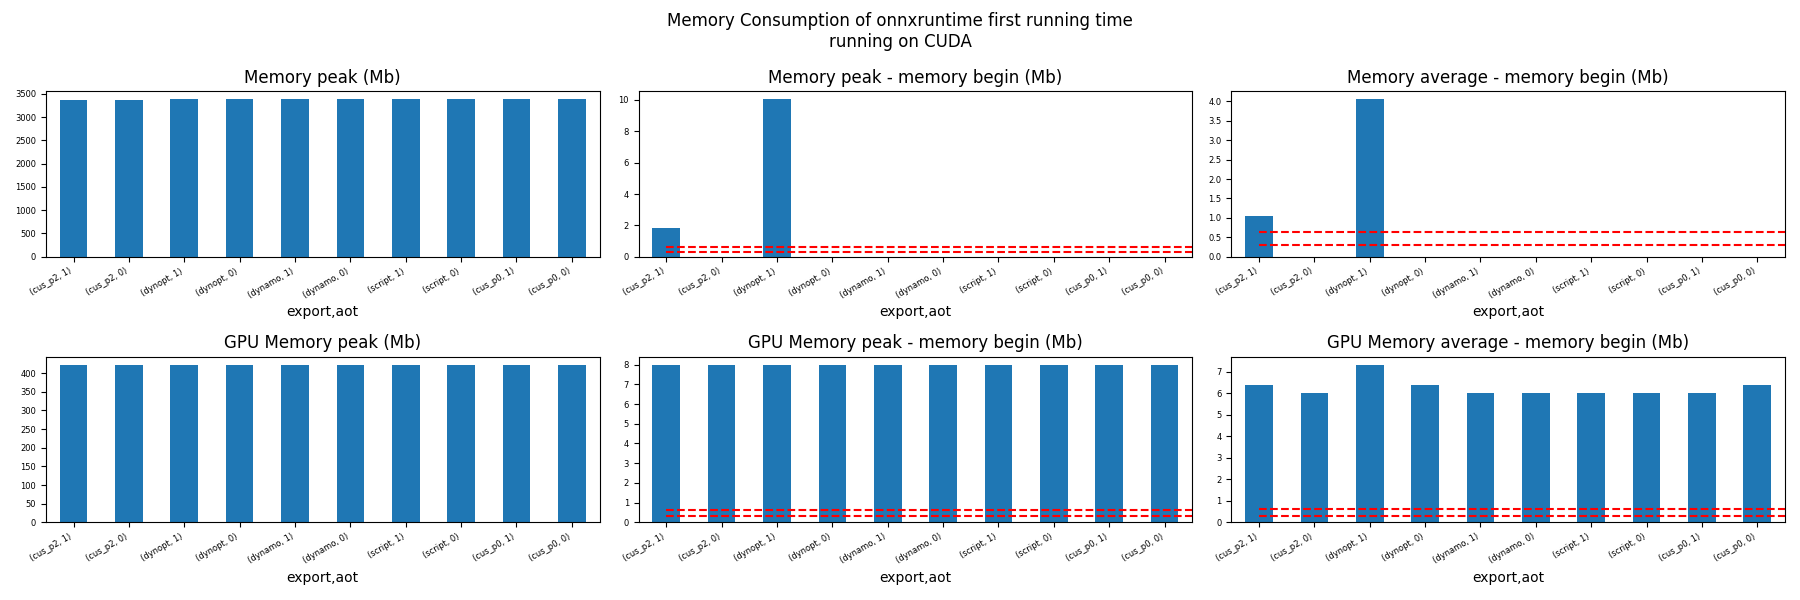 Memory Consumption of onnxruntime first running time
running on CUDA
Memory peak (Mb)
3500
3000
2500
2000
1500
1000
500
0
(cus_p2, 1)
(cus_p2, 0)
(dynopt, 1)
(dynopt, 0)
(dynamo, 1)
(dynamo, 0)
(script, 1)
(script, 0)
(cus_p0, 1)
(cus_p0, 0)
export,aot
Memory peak - memory begin (Mb)
10
8
6
4
2
0
(cus_p2, 1)
(cus_p2, 0)
(dynopt, 1)
(dynopt, 0)
(dynamo, 1)
(dynamo, 0)
(script, 1)
(script, 0)
(cus_p0, 1)
(cus_p0, 0)
export,aot
Memory average - memory begin (Mb)
4.0
3.5
3.0
2.5
2.0
1.5
1.0
0.5
0.0
(cus_p2, 1)
(cus_p2, 0)
(dynopt, 1)
(dynopt, 0)
(dynamo, 1)
(dynamo, 0)
(script, 1)
(script, 0)
(cus_p0, 1)
(cus_p0, 0)
export,aot
GPU Memory peak (Mb)
400
350
300
250
200
150
100
50
0
(cus_p2, 1)
(cus_p2, 0)
(dynopt, 1)
(dynopt, 0)
(dynamo, 1)
(dynamo, 0)
(script, 1)
(script, 0)
(cus_p0, 1)
(cus_p0, 0)
export,aot
GPU Memory peak - memory begin (Mb)
8
7
6
5
4
3
2
1
0
(cus_p2, 1)
(cus_p2, 0)
(dynopt, 1)
(dynopt, 0)
(dynamo, 1)
(dynamo, 0)
(script, 1)
(script, 0)
(cus_p0, 1)
(cus_p0, 0)
export,aot
GPU Memory average - memory begin (Mb)
7
6
5
4
3
2
1
0
(cus_p2, 1)
(cus_p2, 0)
(dynopt, 1)
(dynopt, 0)
(dynamo, 1)
(dynamo, 0)
(script, 1)
(script, 0)
(cus_p0, 1)
(cus_p0, 0)
export,aot